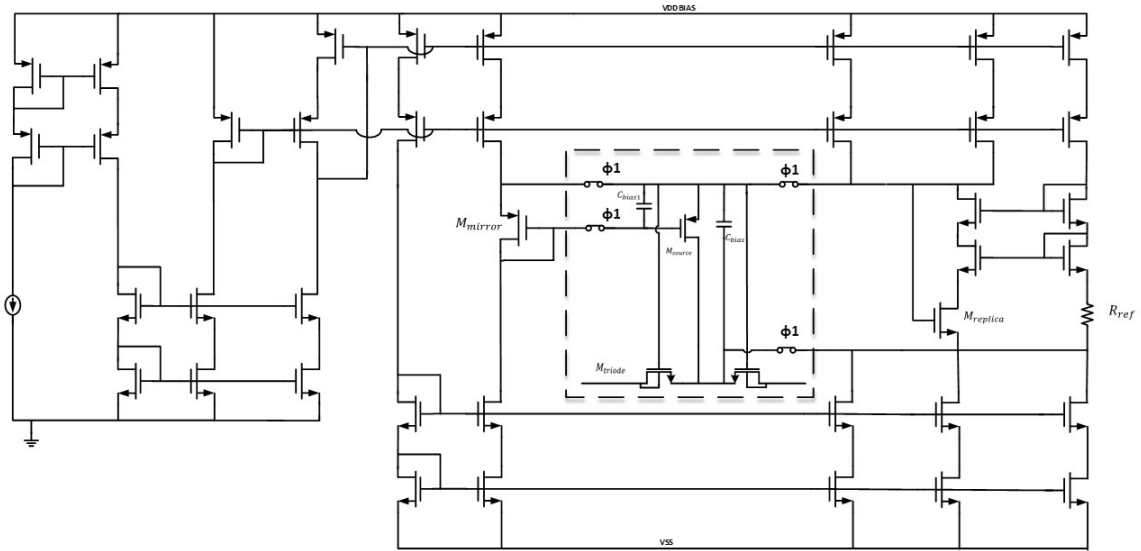 VDDBIAS
ϕ1
ϕ1
C_bias1
ϕ1
M_mirror
M_source
C_bias
M_replica
R_ref
ϕ1
M_triode
VSS